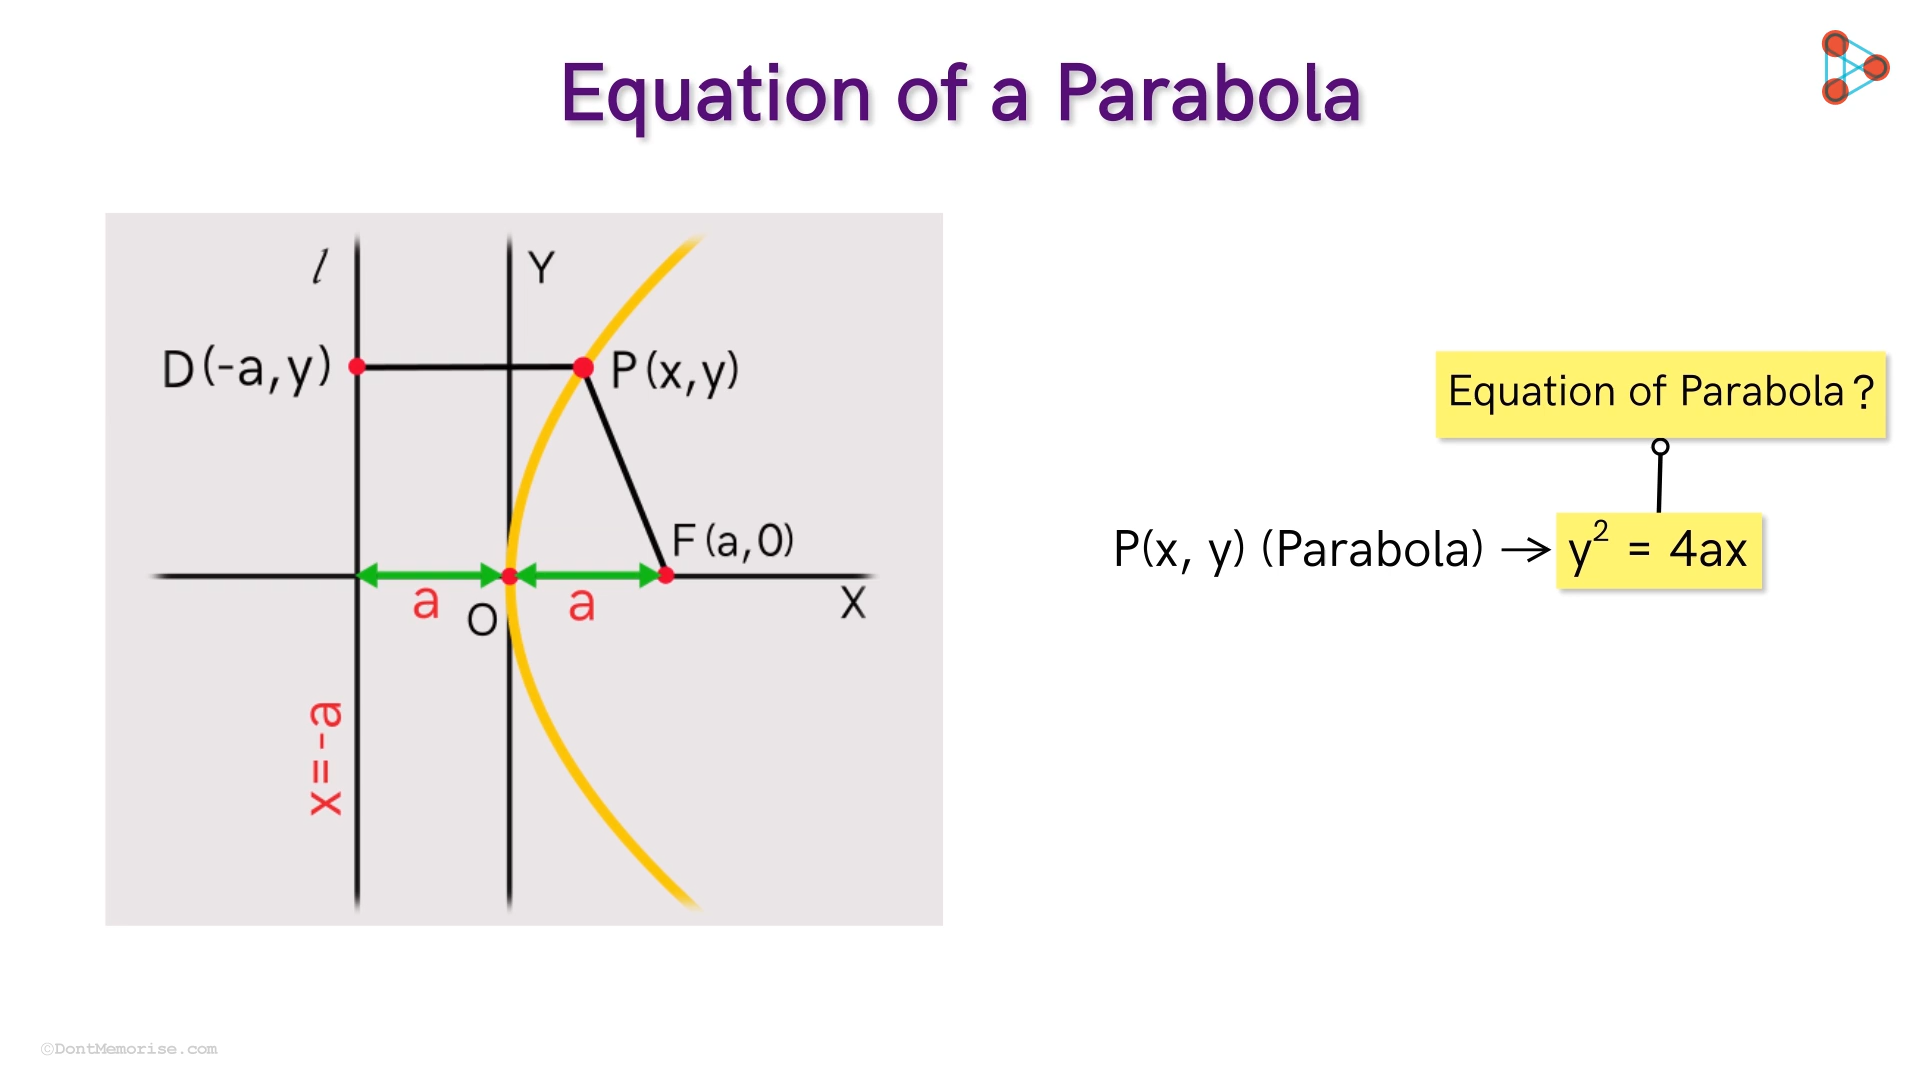 Equation of a Parabola
l
Y
D(-a,y)
P(x,y)
F(a,0)
a
O
a
X
x=-a
Equation of Parabola?
P(x, y) (Parabola) → y² = 4ax
©DontMemorise.com